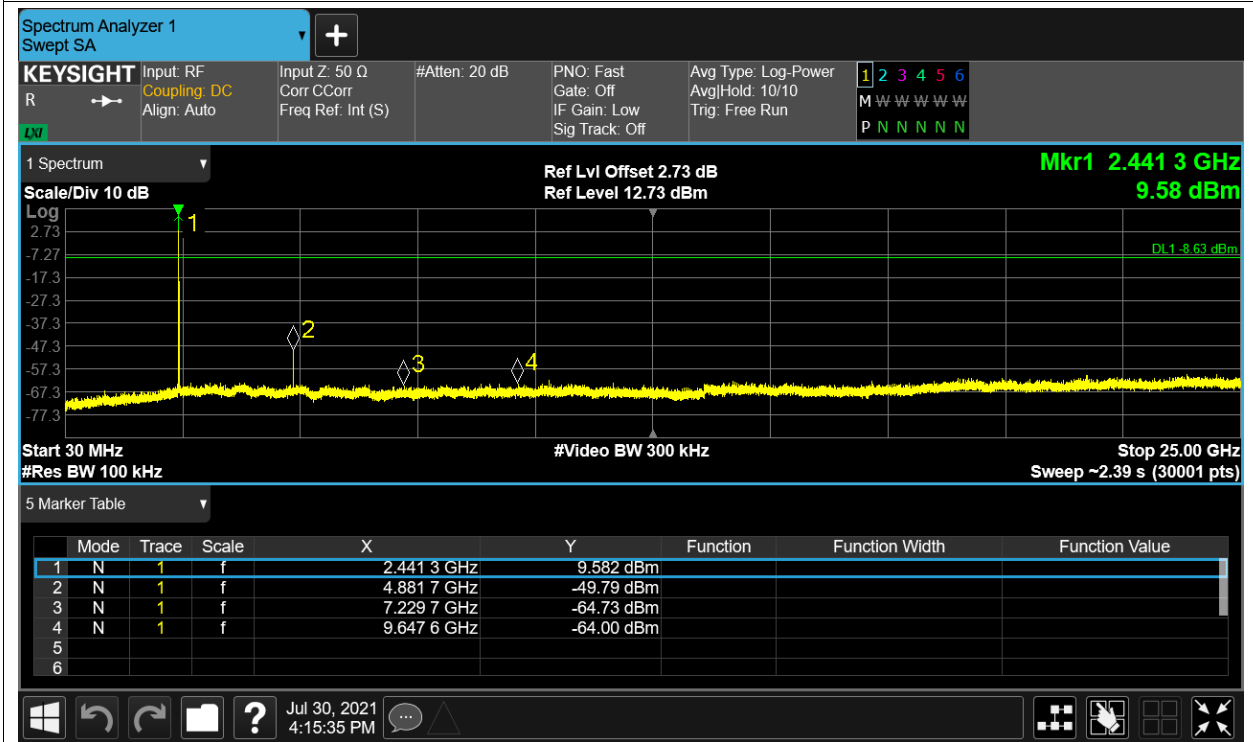 Spectrum Analyzer 1
Swept SA
KEYSIGHT
R
LXI
Input: RF
Coupling: DC
Align: Auto
Input Z: 50 Ω
Corr CCorr
Freq Ref: Int (S)
#Atten: 20 dB
PNO: Fast
Gate: Off
IF Gain: Low
Sig Track: Off
Avg Type: Log-Power
Avg|Hold: 10/10
Trig: Free Run
1 2 3 4 5 6
M W W W W W
P N N N N N
1 Spectrum
Scale/Div 10 dB
Ref Lvl Offset 2.73 dB
Ref Level 12.73 dBm
Mkr1 2.441 3 GHz
9.58 dBm
Log
2.73
-7.27
-17.3
-27.3
-37.3
-47.3
-57.3
-67.3
-77.3
1
2
3
4
DL1 -8.63 dBm
Start 30 MHz
#Video BW 300 kHz
Stop 25.00 GHz
#Res BW 100 kHz
Sweep ~2.39 s (30001 pts)
5 Marker Table
Mode Trace Scale X Y Function Function Width Function Value
1 N 1 f 2.441 3 GHz 9.582 dBm
2 N 1 f 4.881 7 GHz -49.79 dBm
3 N 1 f 7.229 7 GHz -64.73 dBm
4 N 1 f 9.647 6 GHz -64.00 dBm
5
6
?
Jul 30, 2021
4:15:35 PM